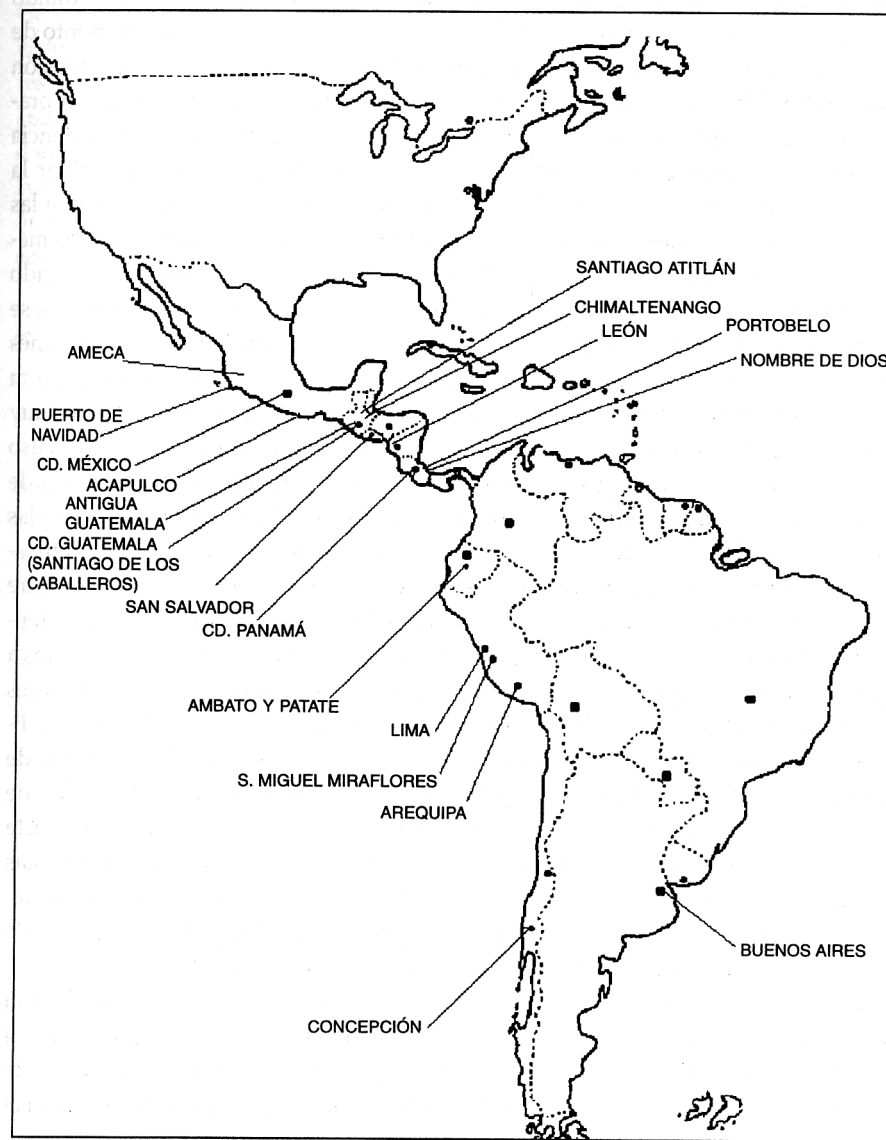 SANTIAGO ATITLÁN
CHIMALTENANGO
LEÓN
PORTOBELO
NOMBRE DE DIOS
AMECA
PUERTO DE
NAVIDAD
CD. MÉXICO
ACAPULCO
ANTIGUA
GUATEMALA
CD. GUATEMALA
(SANTIAGO DE LOS
CABALLEROS)
SAN SALVADOR
CD. PANAMÁ
AMBATO Y PATATE
LIMA
S. MIGUEL MIRAFLORES
AREQUIPA
BUENOS AIRES
CONCEPCIÓN